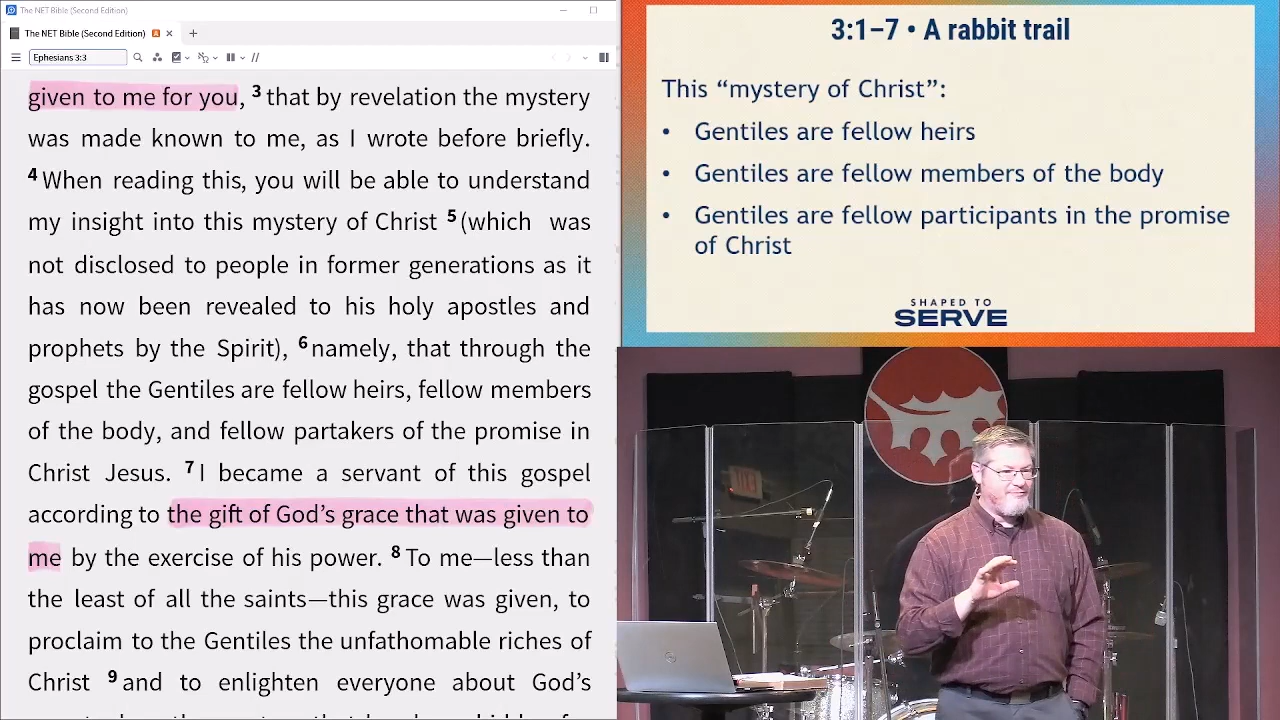 The NET Bible (Second Edition)
The NET Bible (Second Edition) A
Ephesians 3:3
given to me for you, 3 that by revelation the mystery
was made known to me, as I wrote before briefly.
4 When reading this, you will be able to understand
my insight into this mystery of Christ 5 (which was
not disclosed to people in former generations as it
has now been revealed to his holy apostles and
prophets by the Spirit), 6 namely, that through the
gospel the Gentiles are fellow heirs, fellow members
of the body, and fellow partakers of the promise in
Christ Jesus. 7 I became a servant of this gospel
according to the gift of God’s grace that was given to
me by the exercise of his power. 8 To me—less than
the least of all the saints—this grace was given, to
proclaim to the Gentiles the unfathomable riches of
Christ 9 and to enlighten everyone about God’s
3:1–7 • A rabbit trail
This “mystery of Christ”:
• Gentiles are fellow heirs
• Gentiles are fellow members of the body
• Gentiles are fellow participants in the promise
of Christ
SHAPED TO
SERVE